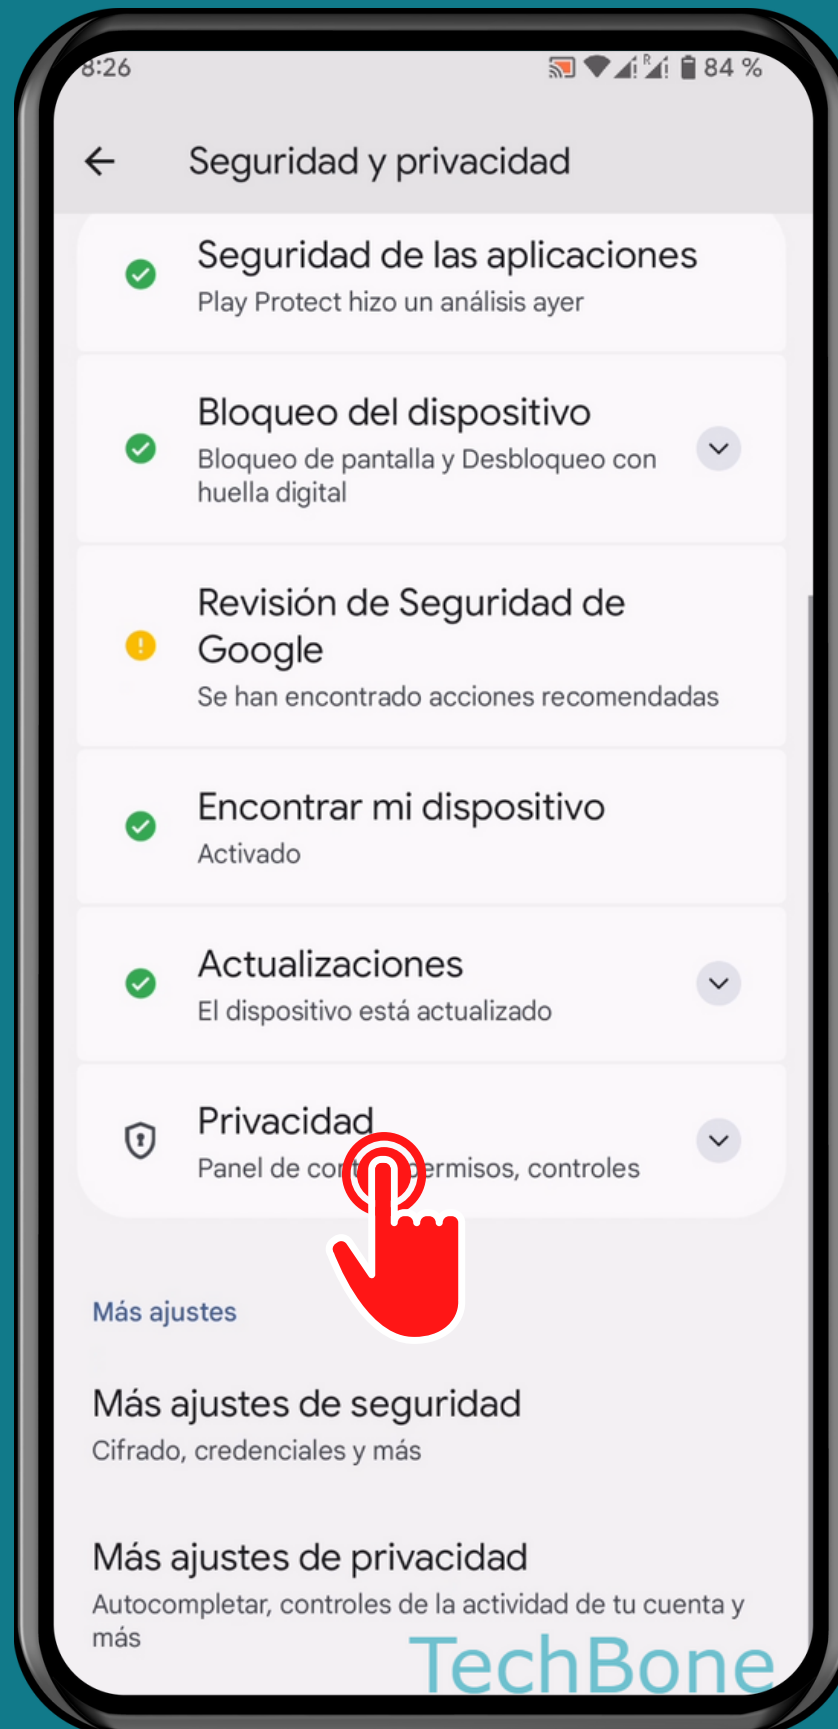 8:26 R 84 %
Seguridad y privacidad
Seguridad de las aplicaciones
Play Protect hizo un análisis ayer
Bloqueo del dispositivo
Bloqueo de pantalla y Desbloqueo con
huella digital
Revisión de Seguridad de
Google
Se han encontrado acciones recomendadas
Encontrar mi dispositivo
Activado
Actualizaciones
El dispositivo está actualizado
Privacidad
Panel de permisos, controles
Más ajustes
Más ajustes de seguridad
Cifrado, credenciales y más
Más ajustes de privacidad
Autocompletar, controles de la actividad de tu cuenta y
más
TechBone